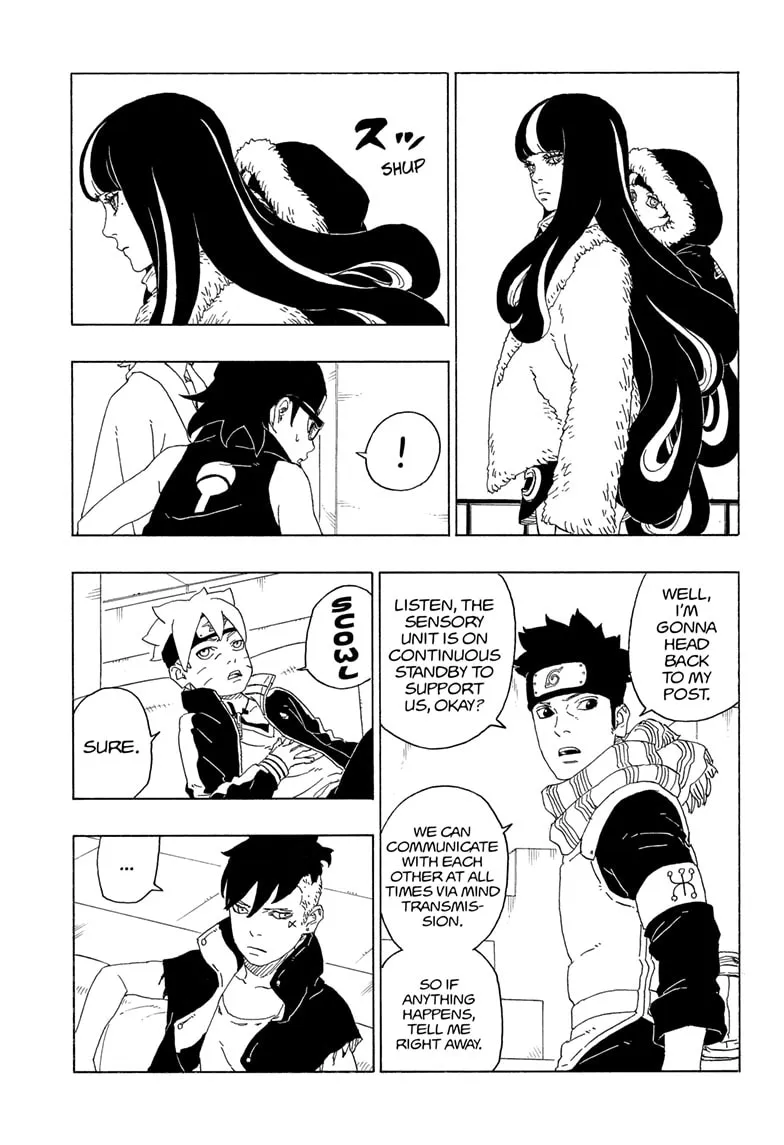 スッ
SHUP
!
WELL,
I'M
GONNA
HEAD
BACK
TO MY
POST.
LISTEN, THE
SENSORY
UNIT IS ON
CONTINUOUS
STANDBY TO
SUPPORT
US, OKAY?
WE CAN
COMMUNICATE
WITH EACH
OTHER AT ALL
TIMES VIA MIND
TRANSMIS-
SION.
SO IF
ANYTHING
HAPPENS,
TELL ME
RIGHT AWAY.
SCOWL
SURE.
...